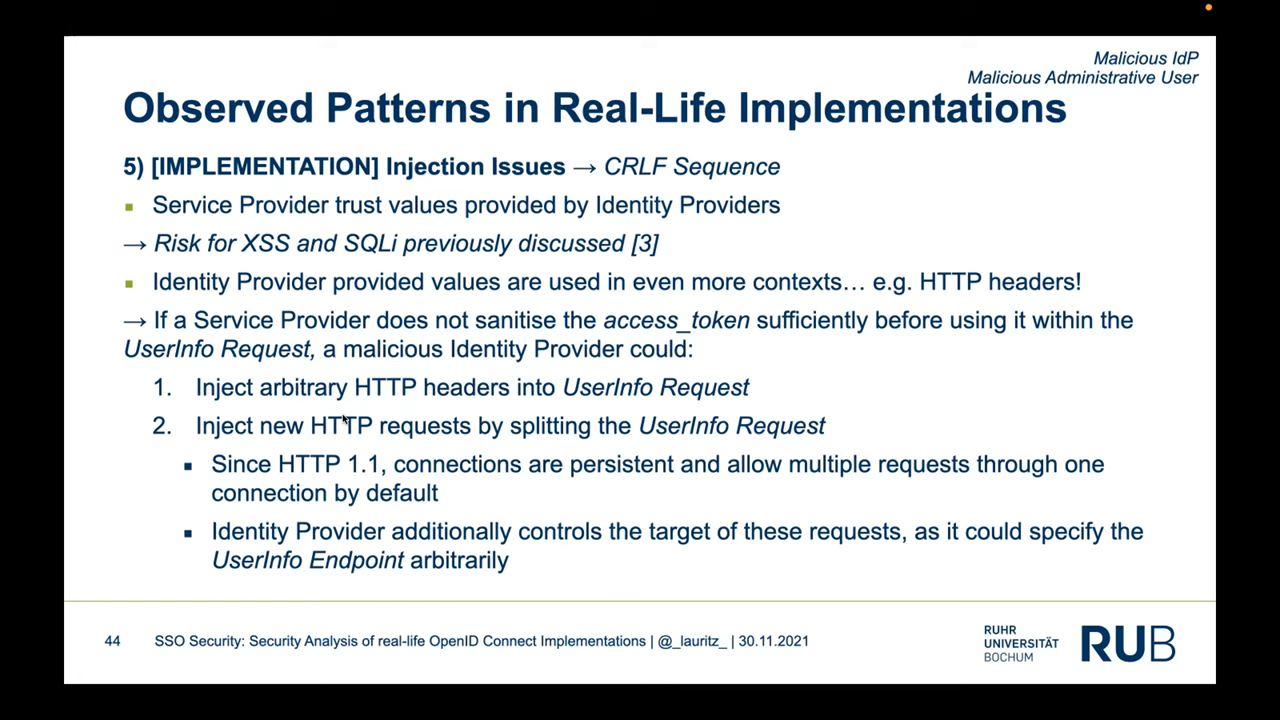 Malicious IdP
Malicious Administrative User
Observed Patterns in Real-Life Implementations
5) [IMPLEMENTATION] Injection Issues → CRLF Sequence
▪ Service Provider trust values provided by Identity Providers
→ Risk for XSS and SQLi previously discussed [3]
▪ Identity Provider provided values are used in even more contexts… e.g. HTTP headers!
→ If a Service Provider does not sanitise the access_token sufficiently before using it within the
UserInfo Request, a malicious Identity Provider could:
1. Inject arbitrary HTTP headers into UserInfo Request
2. Inject new HTTP requests by splitting the UserInfo Request
▪ Since HTTP 1.1, connections are persistent and allow multiple requests through one
connection by default
▪ Identity Provider additionally controls the target of these requests, as it could specify the
UserInfo Endpoint arbitrarily
44 SSO Security: Security Analysis of real-life OpenID Connect Implementations | @_lauritz_ | 30.11.2021
RUHR
UNIVERSITÄT
BOCHUM
RUB